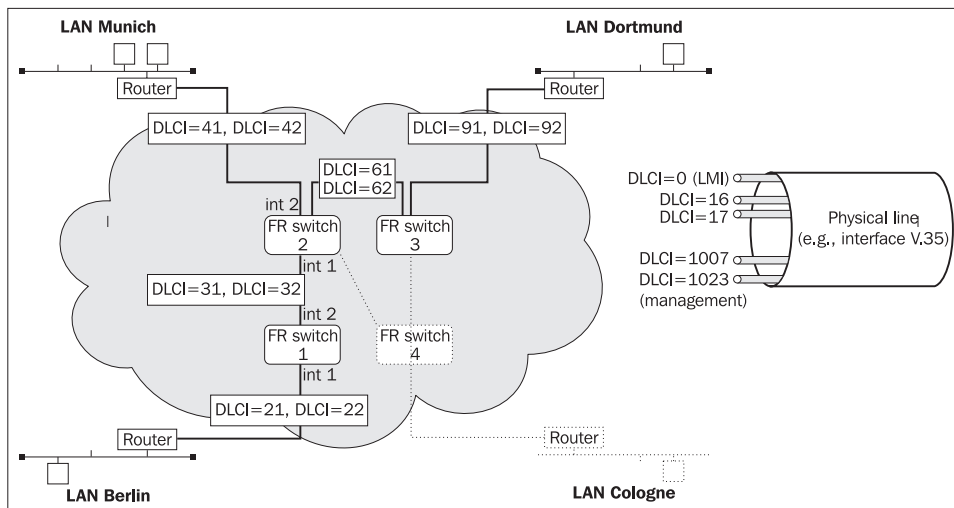 LAN Munich
LAN Dortmund
Router
Router
DLCI=41, DLCI=42
DLCI=91, DLCI=92
DLCI=61
DLCI=62
int 2
FR switch
2
FR switch
3
int 1
DLCI=31, DLCI=32
int 2
FR switch
1
FR switch
4
int 1
DLCI=21, DLCI=22
Router
Router
LAN Berlin
LAN Cologne
DLCI=0 (LMI)
DLCI=16
DLCI=17
DLCI=1007
DLCI=1023
(management)
Physical line
(e.g., interface V.35)